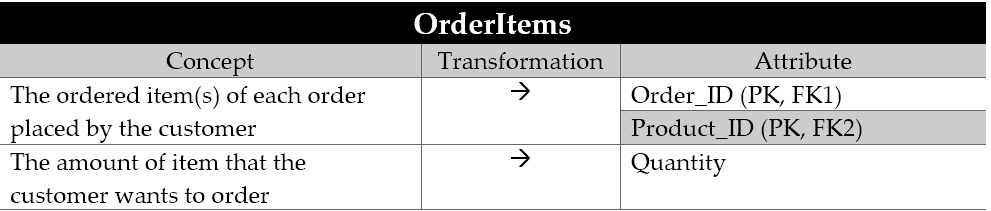 OrderItems
Concept Transformation Attribute
The ordered item(s) of each order → Order_ID (PK, FK1)
placed by the customer Product_ID (PK, FK2)
The amount of item that the → Quantity
customer wants to order